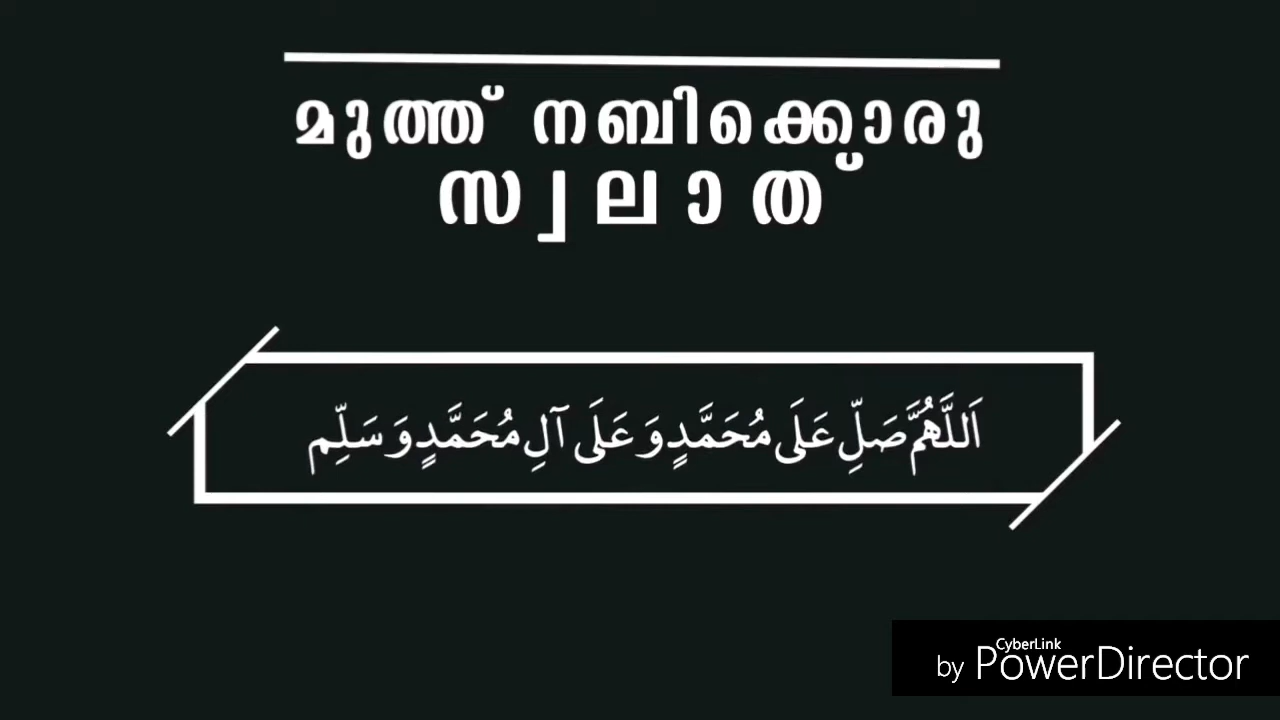 മുത്ത് നബിക്കൊരു
സ്വലാത്
اَللَّهُمَّ صَلِّ عَلَى مُحَمَّدٍ وَ عَلَى آلِ مُحَمَّدٍ وَ سَلِّم
CyberLink
by PowerDirector